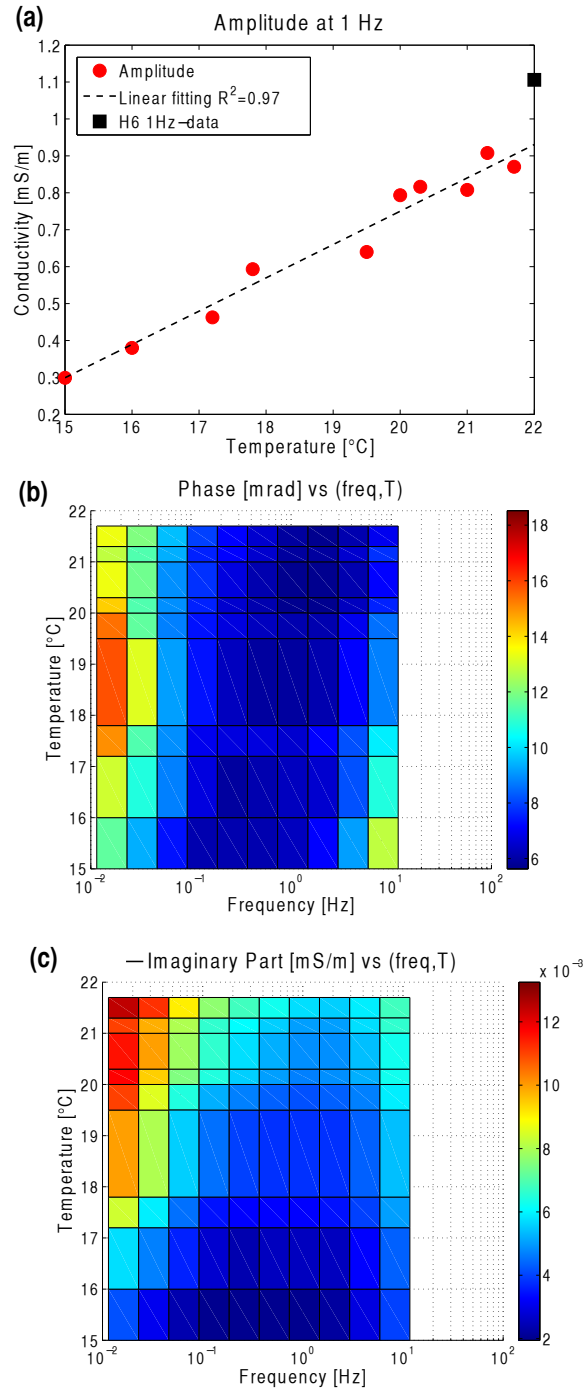 (a)
Amplitude at 1 Hz
1.2
1.1
1
0.9
0.8
0.7
0.6
0.5
0.4
0.3
0.2
Conductivity [mS/m]
Amplitude
Linear fitting R²=0.97
H6 1Hz−data
15 16 17 18 19 20 21 22
Temperature [°C]
(b)
Phase [mrad] vs (freq,T)
22
21
20
19
18
17
16
15
Temperature [°C]
10⁻² 10⁻¹ 10⁰ 10¹ 10²
Frequency [Hz]
18
16
14
12
10
8
6
(c)
—Imaginary Part [mS/m] vs (freq,T)
22
21
20
19
18
17
16
15
Temperature [°C]
10⁻² 10⁻¹ 10⁰ 10¹ 10²
Frequency [Hz]
x 10⁻³
12
10
8
6
4
2